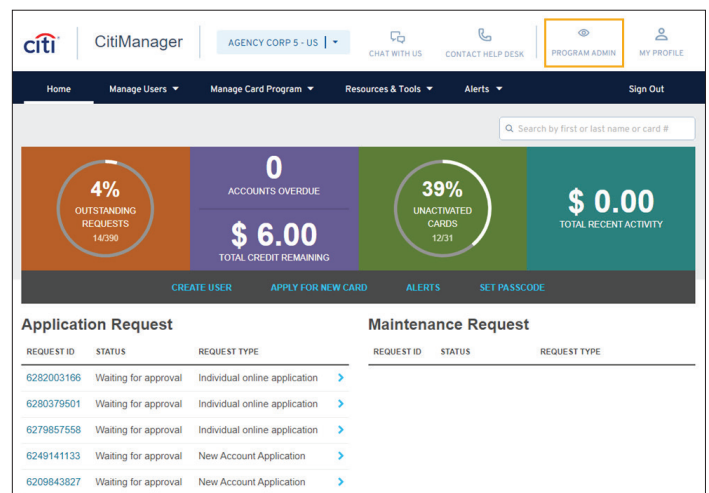 citi
CitiManager
AGENCY CORP 5 - US
CHAT WITH US
CONTACT HELP DESK
PROGRAM ADMIN
MY PROFILE
Home
Manage Users
Manage Card Program
Resources & Tools
Alerts
Sign Out
Search by first or last name or card #
4%
OUTSTANDING
REQUESTS
14/390
0
ACCOUNTS OVERDUE
$ 6.00
TOTAL CREDIT REMAINING
39%
UNACTIVATED
CARDS
12/31
$ 0.00
TOTAL RECENT ACTIVITY
CREATE USER
APPLY FOR NEW CARD
ALERTS
SET PASSCODE
Application Request
REQUEST ID STATUS REQUEST TYPE
6282003166 Waiting for approval Individual online application
6280379501 Waiting for approval Individual online application
6279857558 Waiting for approval Individual online application
6249141133 Waiting for approval New Account Application
6209843827 Waiting for approval New Account Application
Maintenance Request
REQUEST ID STATUS REQUEST TYPE